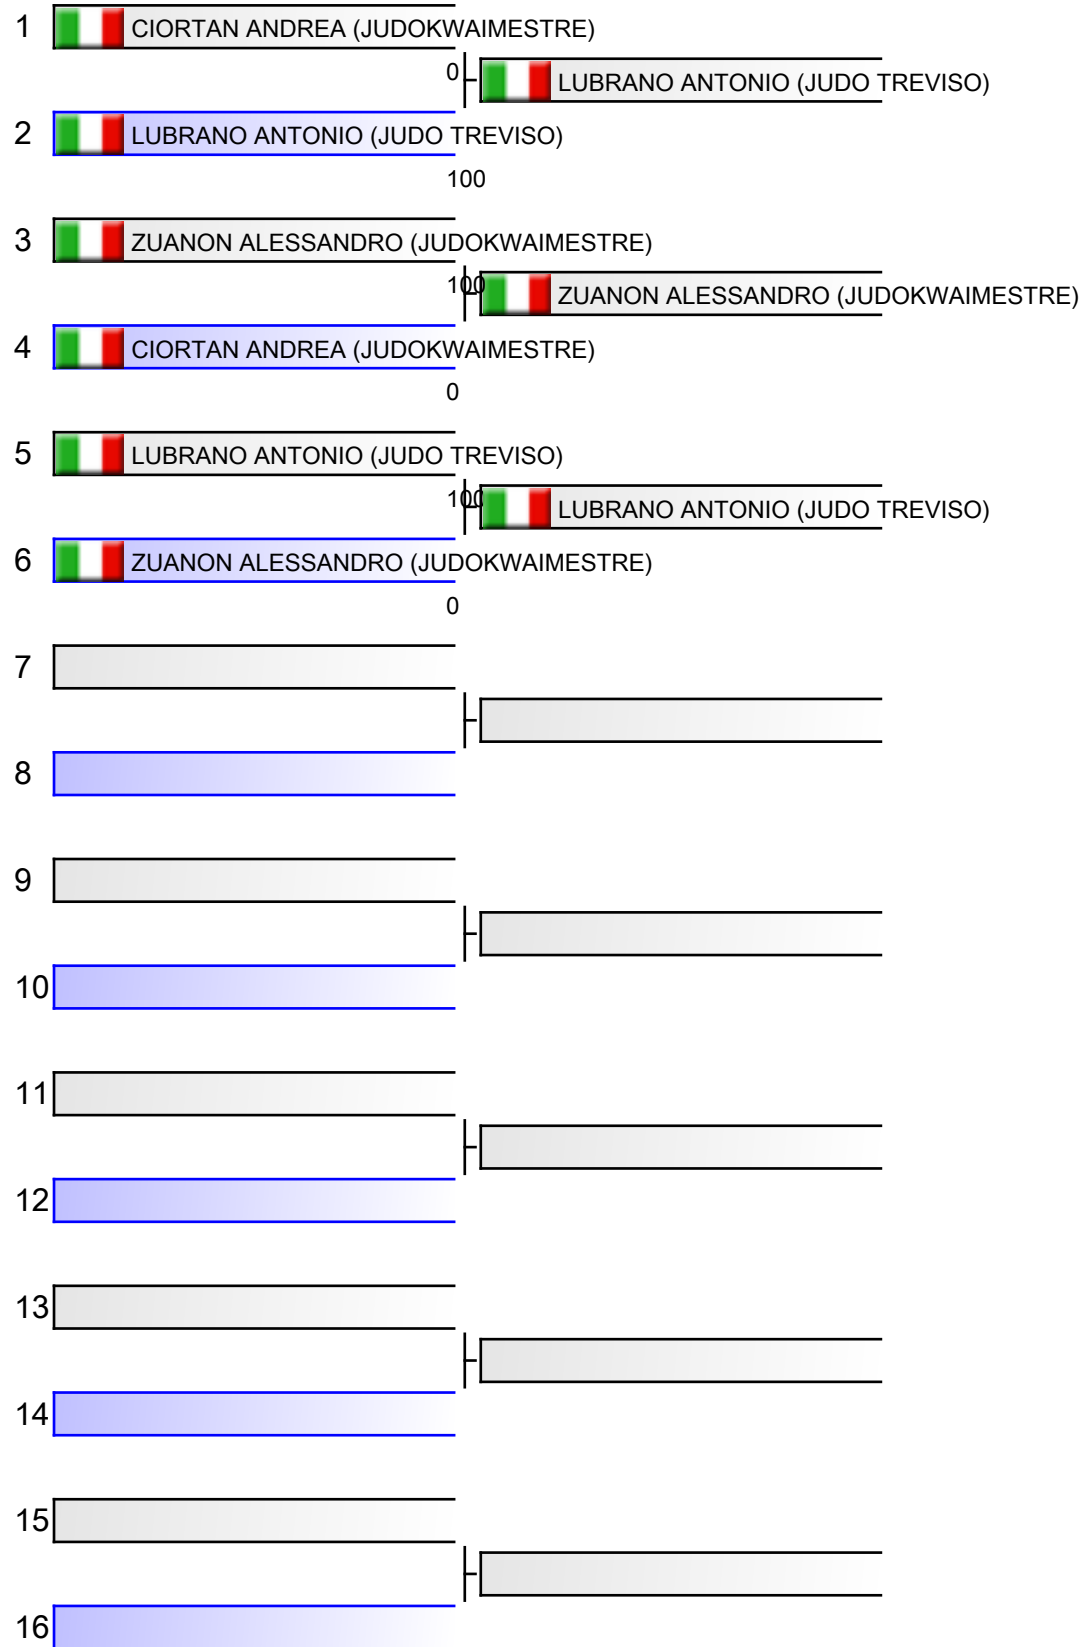 1 CIORTAN ANDREA (JUDOKWAIMESTRE)
0 LUBRANO ANTONIO (JUDO TREVISO)
2 LUBRANO ANTONIO (JUDO TREVISO)
100
3 ZUANON ALESSANDRO (JUDOKWAIMESTRE)
100 ZUANON ALESSANDRO (JUDOKWAIMESTRE)
4 CIORTAN ANDREA (JUDOKWAIMESTRE)
0
5 LUBRANO ANTONIO (JUDO TREVISO)
100 LUBRANO ANTONIO (JUDO TREVISO)
6 ZUANON ALESSANDRO (JUDOKWAIMESTRE)
0
7
8
9
10
11
12
13
14
15
16